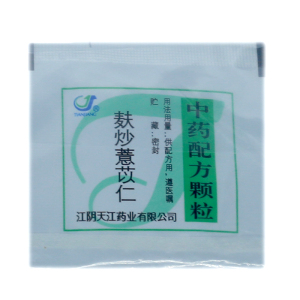 中药配方颗粒
用法用量:供配方用,遵医嘱
贮　藏:密封
麸炒薏苡仁
江阴天江药业有限公司